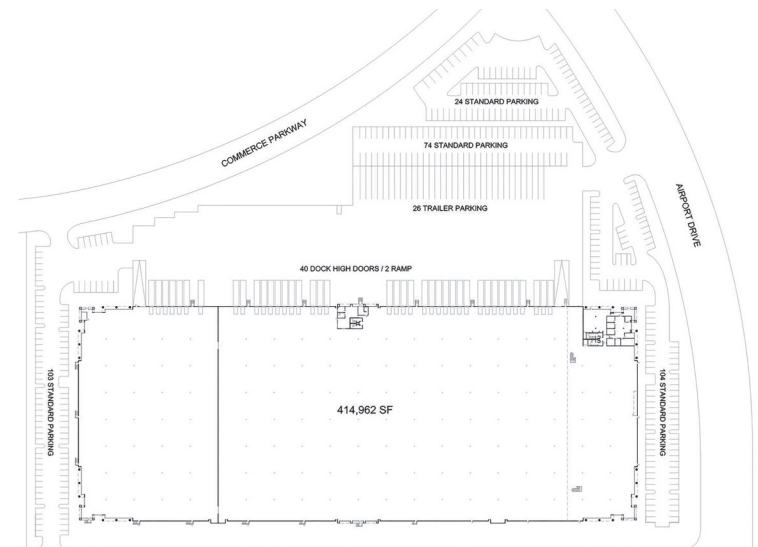 24 STANDARD PARKING
COMMERCE PARKWAY
74 STANDARD PARKING
26 TRAILER PARKING
AIRPORT DRIVE
40 DOCK HIGH DOORS / 2 RAMP
103 STANDARD PARKING
414,962 SF
104 STANDARD PARKING